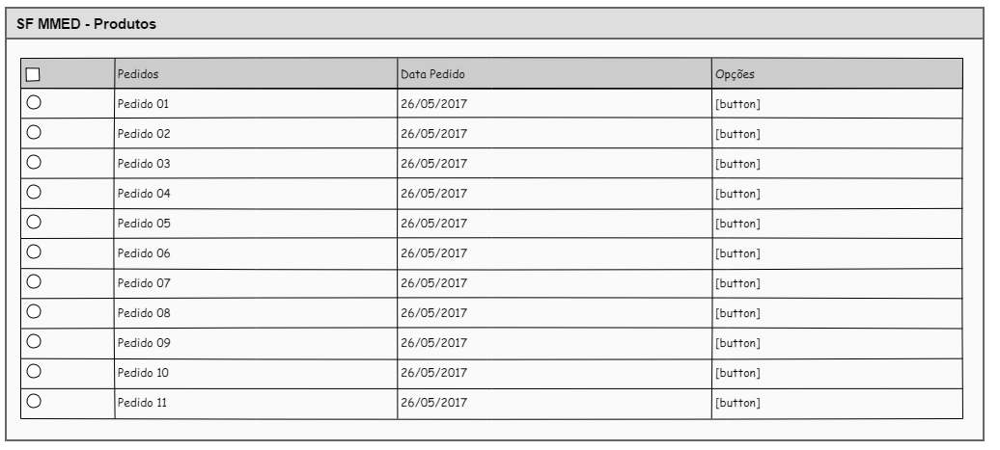 SF MMED - Produtos
Pedidos Data Pedido Opções
Pedido 01 26/05/2017 [button]
Pedido 02 26/05/2017 [button]
Pedido 03 26/05/2017 [button]
Pedido 04 26/05/2017 [button]
Pedido 05 26/05/2017 [button]
Pedido 06 26/05/2017 [button]
Pedido 07 26/05/2017 [button]
Pedido 08 26/05/2017 [button]
Pedido 09 26/05/2017 [button]
Pedido 10 26/05/2017 [button]
Pedido 11 26/05/2017 [button]